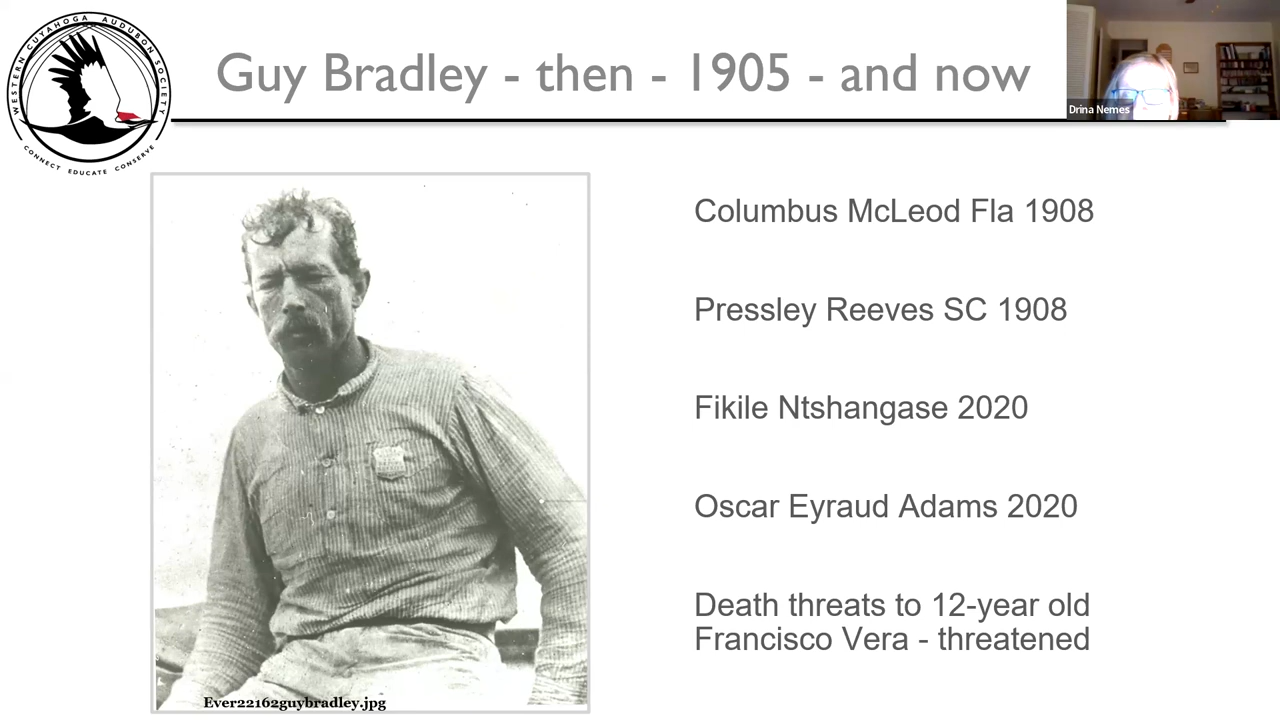 WESTERN CUYAHOGA AUDUBON SOCIETY
CONNECT EDUCATE CONSERVE
Guy Bradley - then - 1905 - and now
Drina Nemes
Columbus McLeod Fla 1908
Pressley Reeves SC 1908
Fikile Ntshangase 2020
Oscar Eyraud Adams 2020
Death threats to 12-year old
Francisco Vera - threatened
Ever22162guybradley.jpg